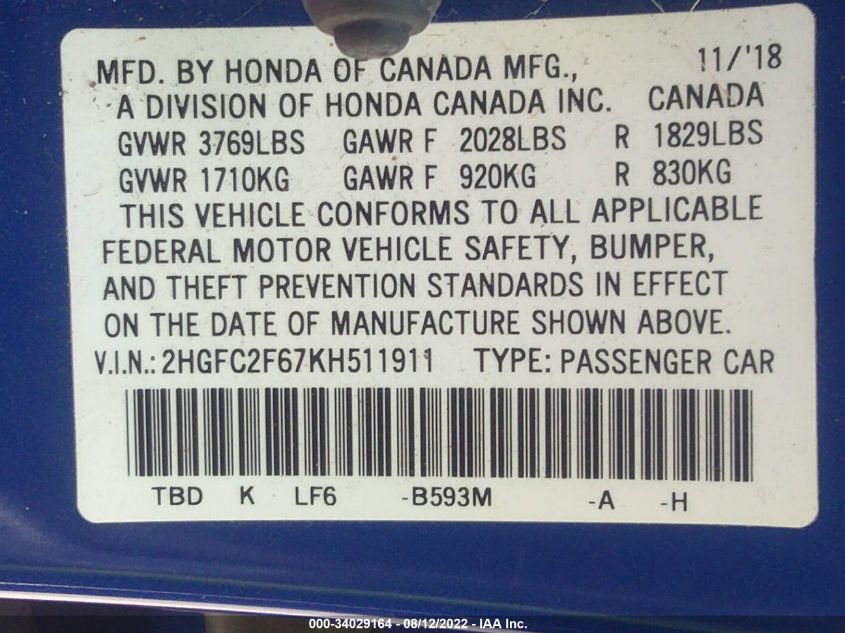 MFD. BY HONDA OF CANADA MFG., 11/'18
A DIVISION OF HONDA CANADA INC. CANADA
GVWR 3769LBS GAWR F 2028LBS R 1829LBS
GVWR 1710KG GAWR F 920KG R 830KG
THIS VEHICLE CONFORMS TO ALL APPLICABLE
FEDERAL MOTOR VEHICLE SAFETY, BUMPER,
AND THEFT PREVENTION STANDARDS IN EFFECT
ON THE DATE OF MANUFACTURE SHOWN ABOVE.
V.I.N.: 2HGFC2F67KH511911 TYPE: PASSENGER CAR
TBD K LF6 -B593M -A -H
000-34029164 - 08/12/2022 - IAA Inc.